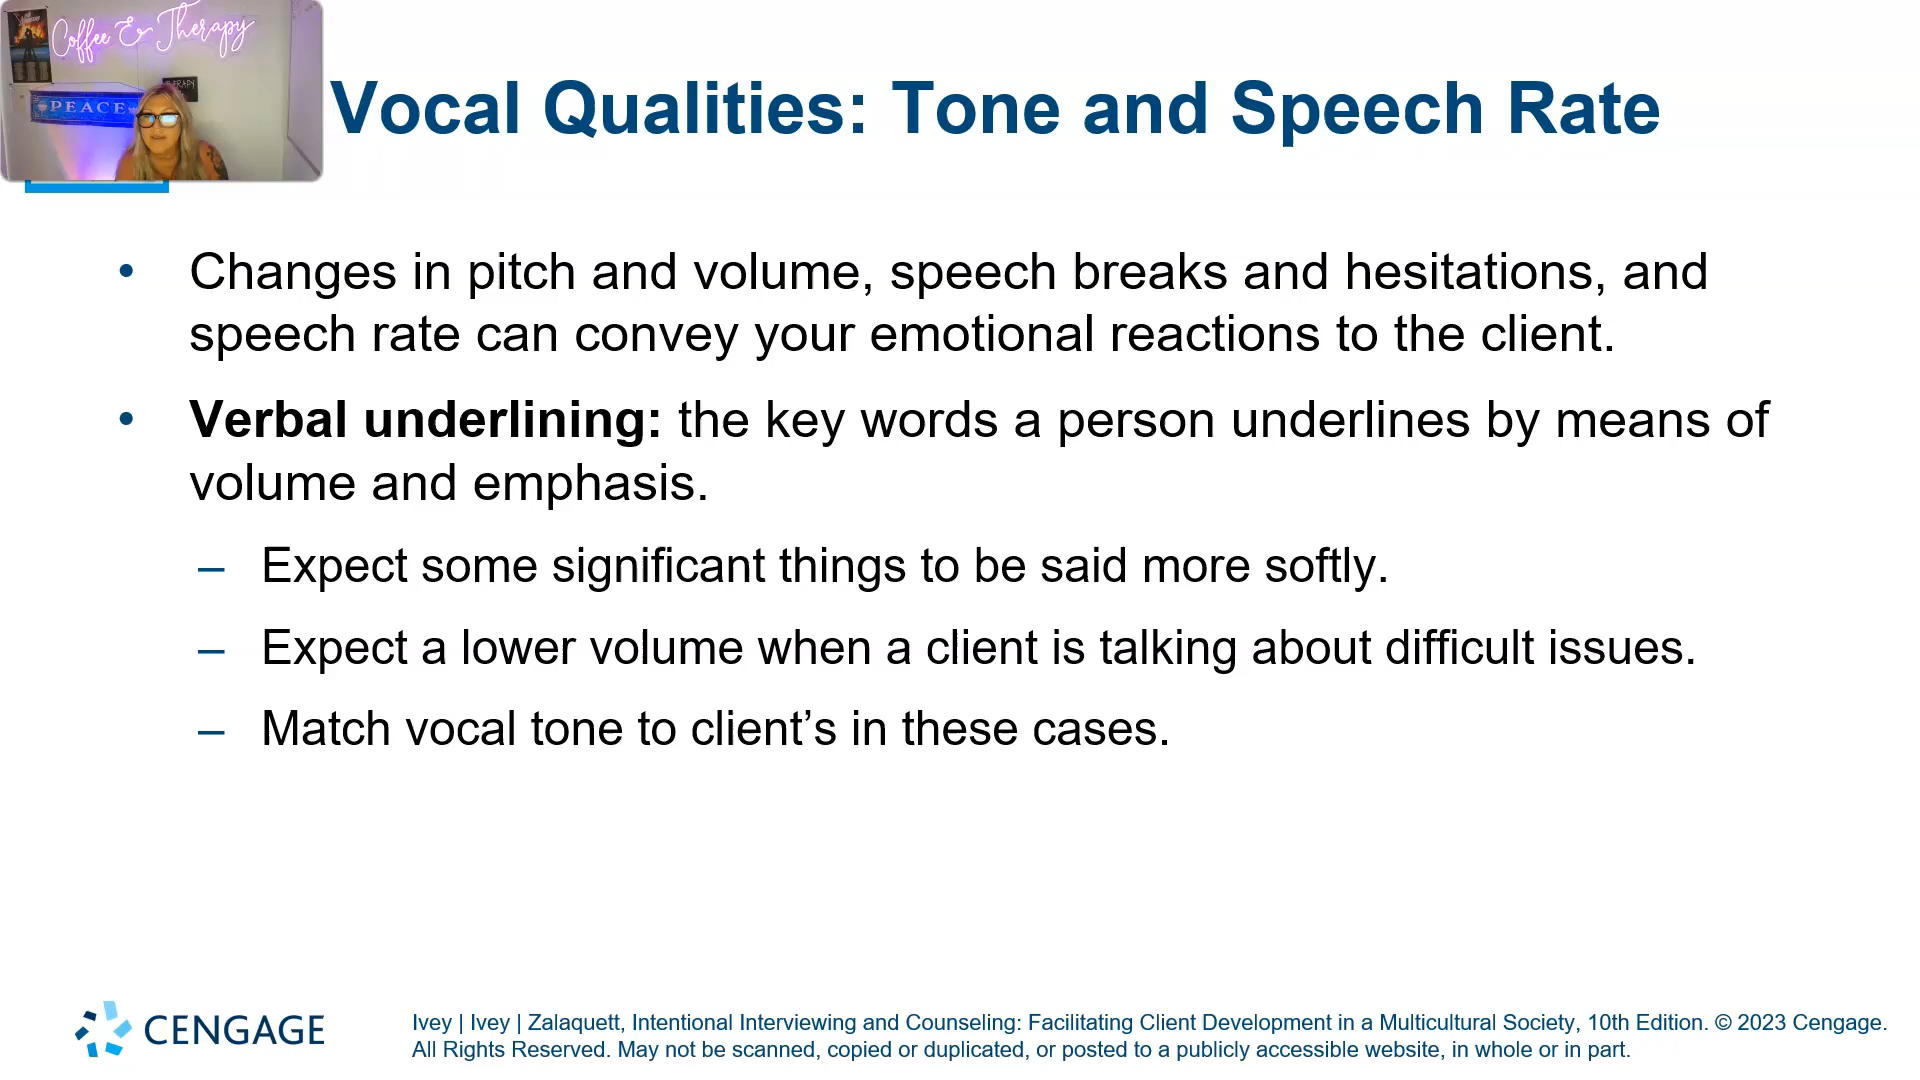 Coffee & Therapy
PEACE
Vocal Qualities: Tone and Speech Rate
• Changes in pitch and volume, speech breaks and hesitations, and
speech rate can convey your emotional reactions to the client.
• Verbal underlining: the key words a person underlines by means of
volume and emphasis.
– Expect some significant things to be said more softly.
– Expect a lower volume when a client is talking about difficult issues.
– Match vocal tone to client’s in these cases.
CENGAGE
Ivey | Ivey | Zalaquett, Intentional Interviewing and Counseling: Facilitating Client Development in a Multicultural Society, 10th Edition. © 2023 Cengage.
All Rights Reserved. May not be scanned, copied or duplicated, or posted to a publicly accessible website, in whole or in part.